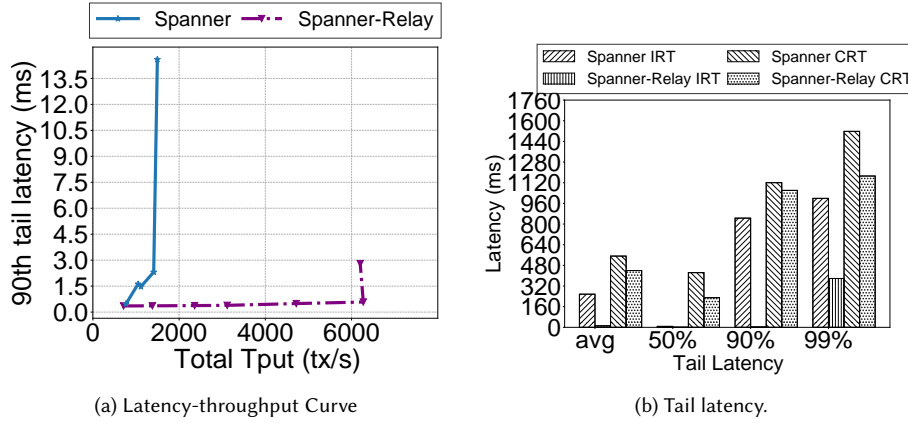 Spanner
Spanner-Relay
90th tail latency (ms)
13.5
12.0
10.5
9.0
7.5
6.0
4.5
3.0
1.5
0.0
0
2000
4000
6000
Total Tput (tx/s)
(a) Latency-throughput Curve
Spanner IRT
Spanner CRT
Spanner-Relay IRT
Spanner-Relay CRT
Latency (ms)
1760
1600
1440
1280
1120
960
800
640
480
320
160
0
avg
50%
90%
99%
Tail Latency
(b) Tail latency.